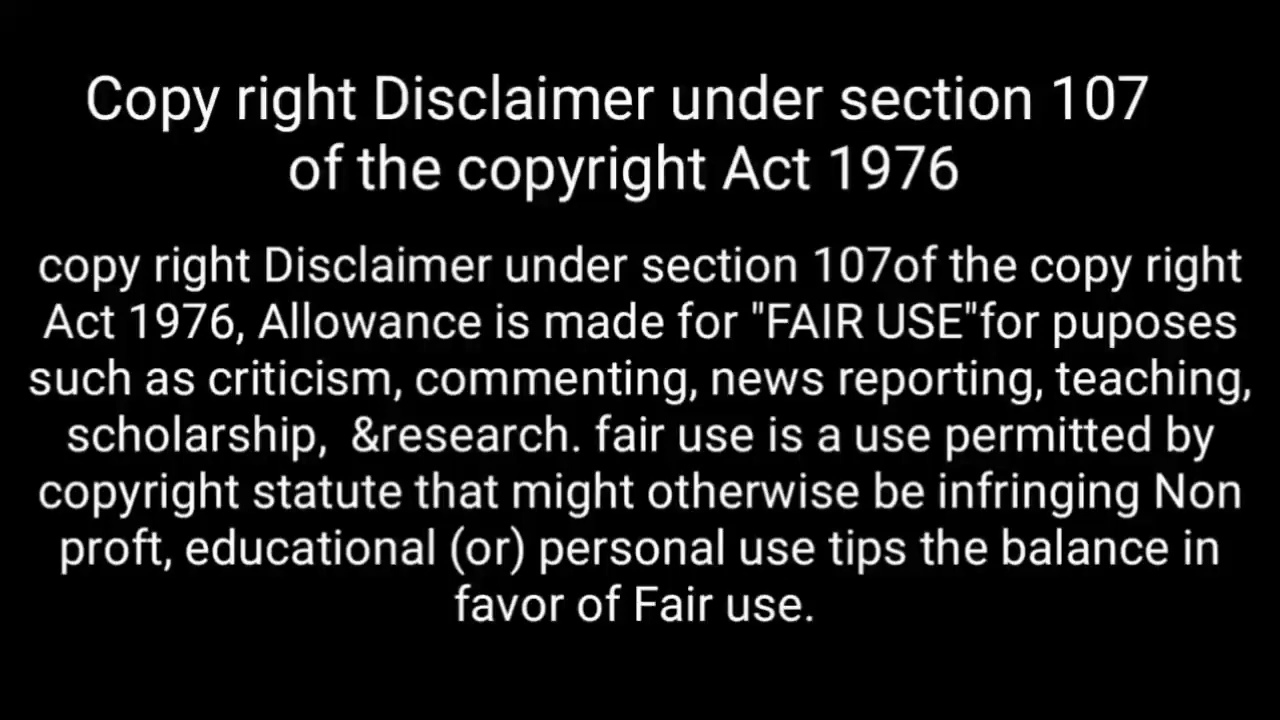 Copy right Disclaimer under section 107
of the copyright Act 1976
copy right Disclaimer under section 107of the copy right
Act 1976, Allowance is made for "FAIR USE"for puposes
such as criticism, commenting, news reporting, teaching,
scholarship,  &research. fair use is a use permitted by
copyright statute that might otherwise be infringing Non
proft, educational (or) personal use tips the balance in
favor of Fair use.